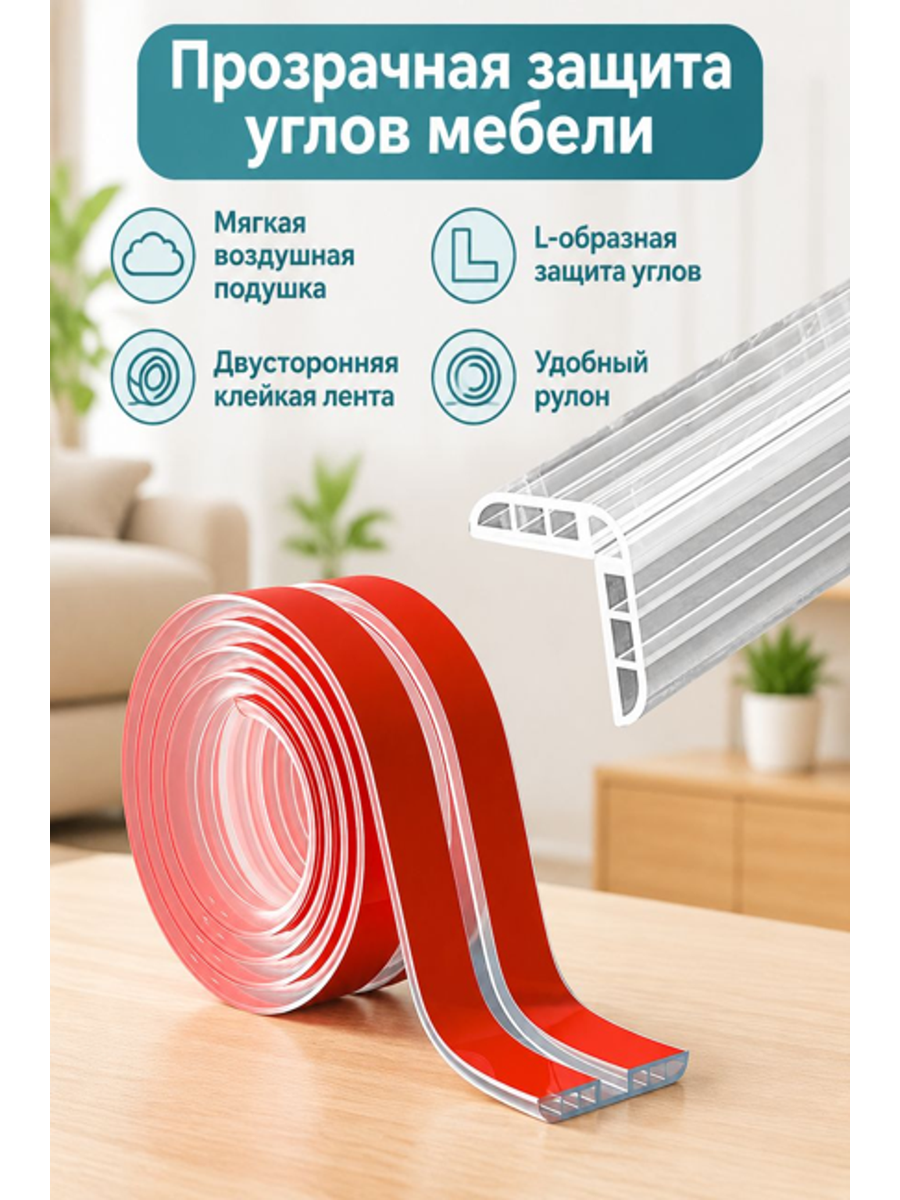 Прозрачная защита
углов мебели
Мягкая
воздушная
подушка
L-образная
защита углов
Двусторонняя
клейкая лента
Удобный
рулон